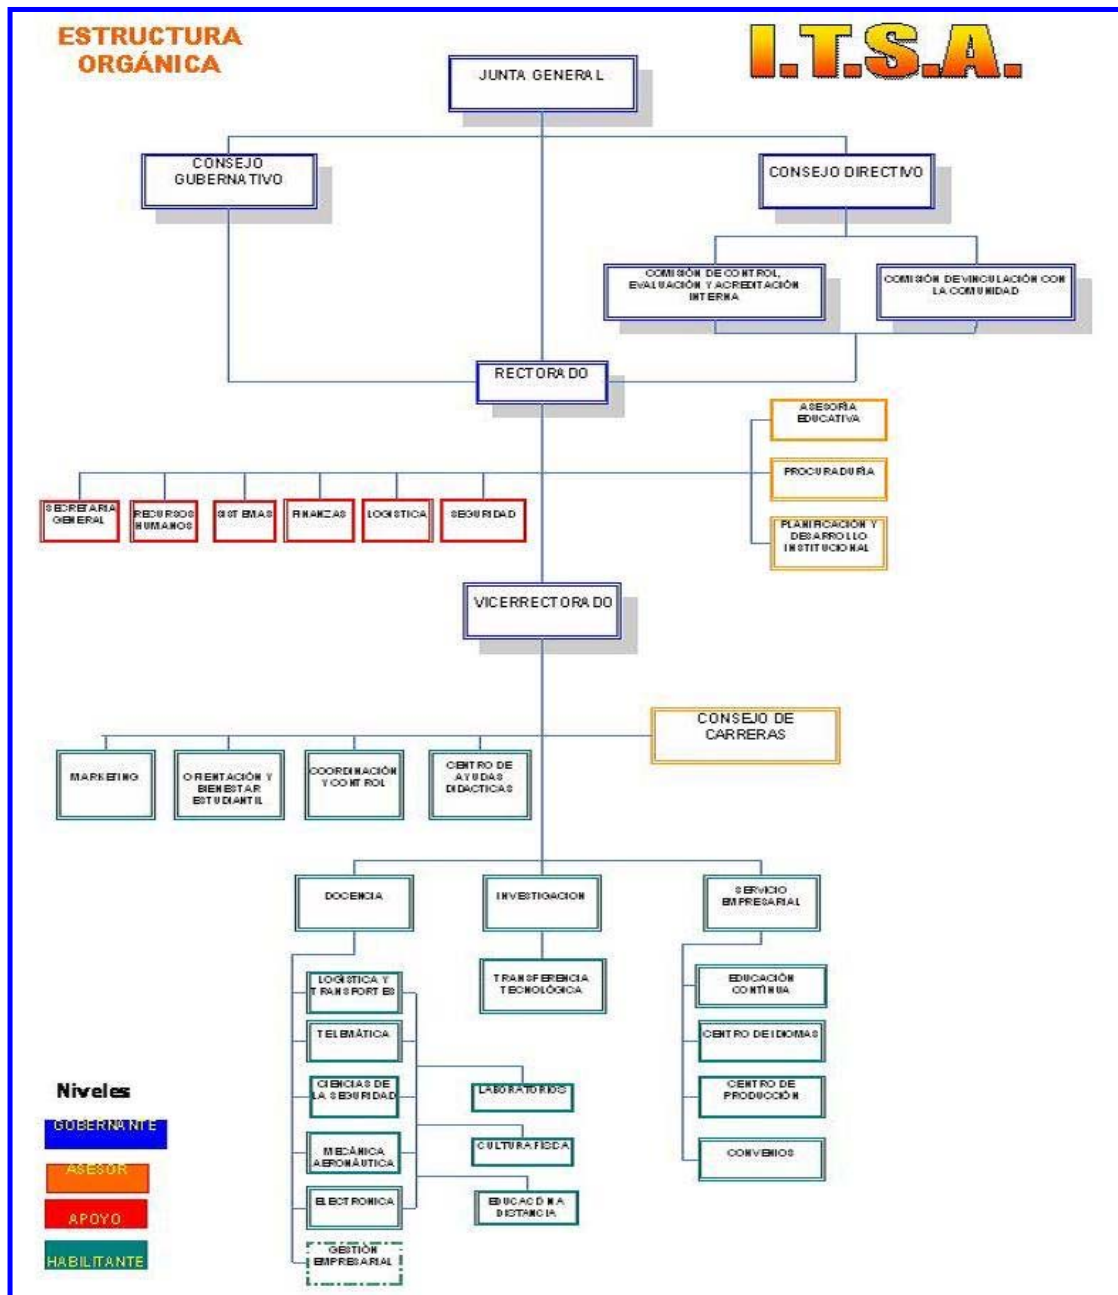 ESTRUCTURA
ORGÁNICA
I.T.S.A.
JUNTA GENERAL
CONSEJO
GUBERNATIVO
CONSEJO DIRECTIVO
COMISIÓN DE CONTROL,
EVALUACIÓN Y ACREDITACIÓN
INTERNA
COMISIÓN DE VINCULACIÓN CON
LA COMUNIDAD
RECTORADO
ASESORÍA
EDUCATIVA
PROCURADURÍA
PLANIFICACIÓN Y
DESARROLLO
INSTITUCIONAL
SECRETARIA
GENERAL
RECURSOS
HUMANOS
SISTEMAS
FINANZAS
LOGISTICA
SEGURIDAD
VICERRECTORADO
CONSEJO DE
CARRERAS
MARKETING
ORIENTACIÓN Y
BIENESTAR
ESTUDIANTIL
COORDINACIÓN
Y CONTROL
CENTRO DE
AYUDAS
DIDACTICAS
DOCENCIA
INVESTIGACION
SERVICIO
EMPRESARIAL
LOGÍSTICA Y
TRANSPORTES
TELEMÁTICA
CIENCIAS DE
LA SEGURIDAD
MECÁNICA
AERONÁUTICA
ELECTRONICA
GESTIÓN
EMPRESARIAL
TRANSFERENCIA
TECNOLÓGICA
LABORATORIOS
CULTURA FÍSCA
EDUCACIÓN A
DISTANCIA
EDUCACIÓN
CONTÍNUA
CENTRO DE IDIOMAS
CENTRO DE
PRODUCCIÓN
CONVENIOS
Niveles
GOBERNANTE
ASESOR
APOYO
HABILITANTE